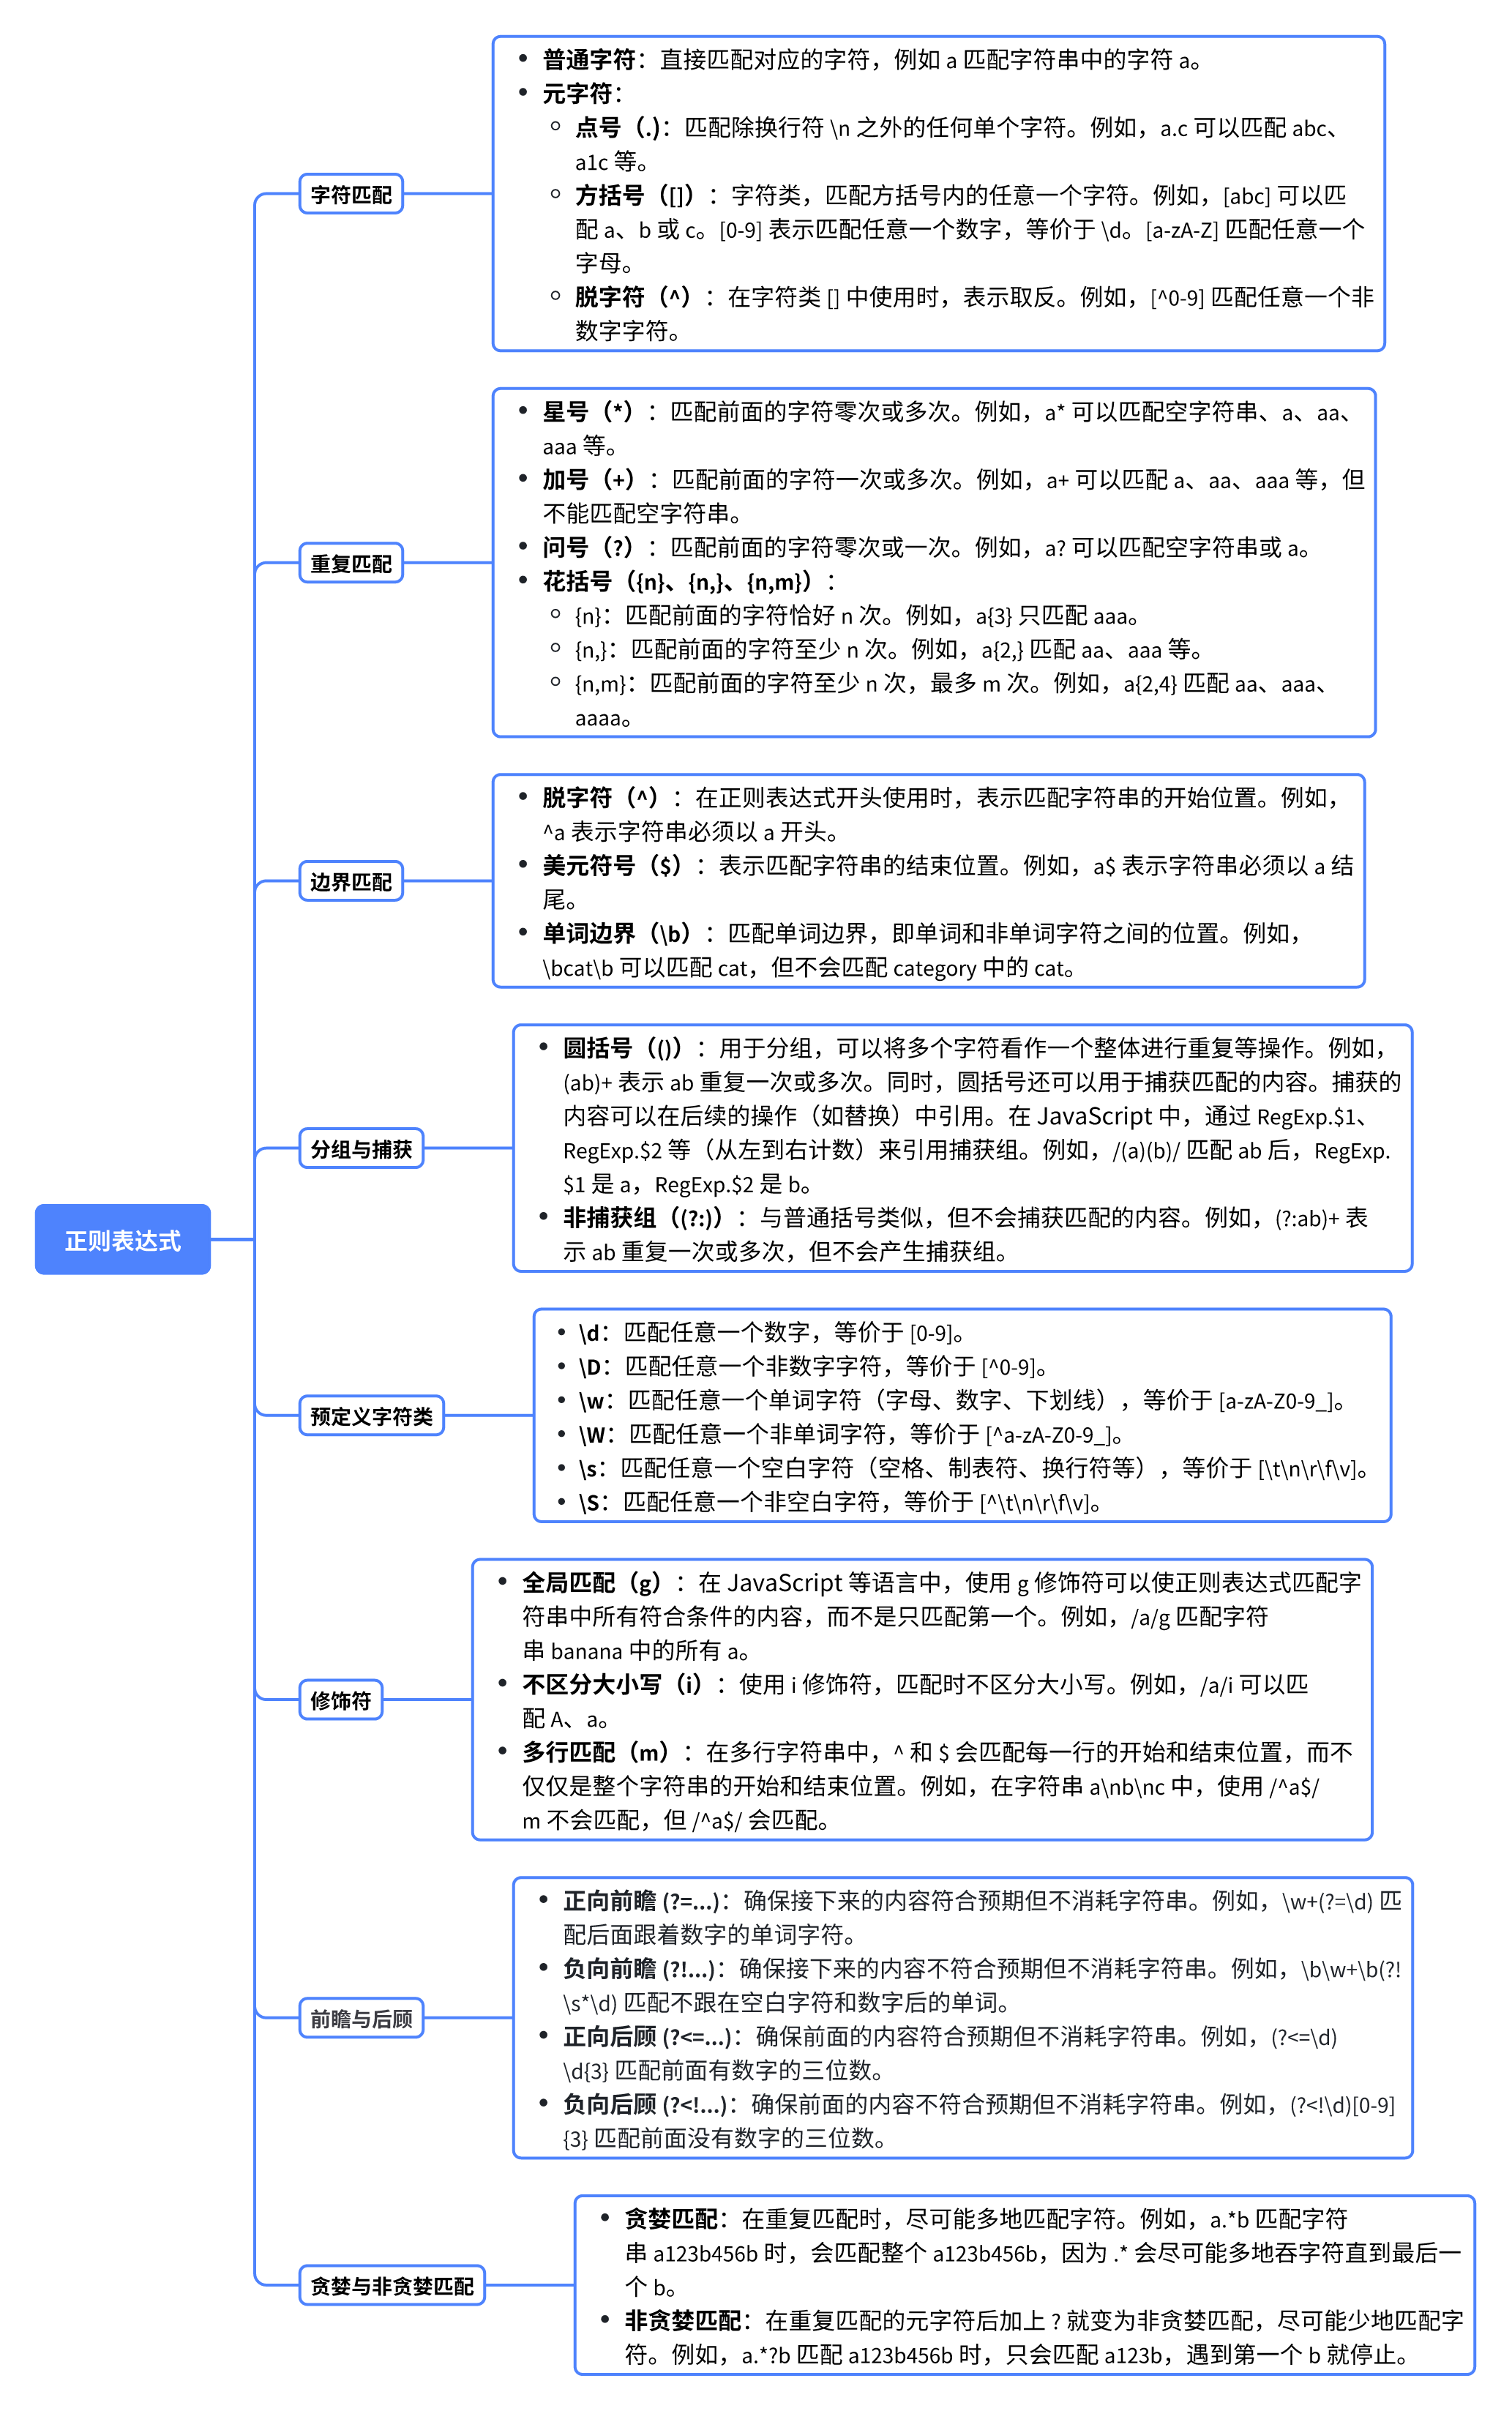 正则表达式
字符匹配
普通字符：直接匹配对应的字符，例如 a 匹配字符串中的字符 a。
元字符：
点号（.)：匹配除换行符 \n 之外的任何单个字符。例如，a.c 可以匹配 abc、
a1c 等。
方括号（[]）：字符类，匹配方括号内的任意一个字符。例如，[abc] 可以匹
配 a、b 或 c。[0-9] 表示匹配任意一个数字，等价于 \d。[a-zA-Z] 匹配任意一个
字母。
脱字符（^）：在字符类 [] 中使用时，表示取反。例如，[^0-9] 匹配任意一个非
数字字符。
重复匹配
星号（*）：匹配前面的字符零次或多次。例如，a* 可以匹配空字符串、a、aa、
aaa 等。
加号（+）：匹配前面的字符一次或多次。例如，a+ 可以匹配 a、aa、aaa 等，但
不能匹配空字符串。
问号（?）：匹配前面的字符零次或一次。例如，a? 可以匹配空字符串或 a。
花括号（{n}、{n,}、{n,m}）：
{n}：匹配前面的字符恰好 n 次。例如，a{3} 只匹配 aaa。
{n,}：匹配前面的字符至少 n 次。例如，a{2,} 匹配 aa、aaa 等。
{n,m}：匹配前面的字符至少 n 次，最多 m 次。例如，a{2,4} 匹配 aa、aaa、
aaaa。
边界匹配
脱字符（^）：在正则表达式开头使用时，表示匹配字符串的开始位置。例如，
^a 表示字符串必须以 a 开头。
美元符号（$）：表示匹配字符串的结束位置。例如，a$ 表示字符串必须以 a 结
尾。
单词边界（\b）：匹配单词边界，即单词和非单词字符之间的位置。例如，
\bcat\b 可以匹配 cat，但不会匹配 category 中的 cat。
分组与捕获
圆括号（()）：用于分组，可以将多个字符看作一个整体进行重复等操作。例如，
(ab)+ 表示 ab 重复一次或多次。同时，圆括号还可以用于捕获匹配的内容。捕获的
内容可以在后续的操作（如替换）中引用。在 JavaScript 中，通过 RegExp.$1、
RegExp.$2 等（从左到右计数）来引用捕获组。例如，/(a)(b)/ 匹配 ab 后，RegExp.
$1 是 a，RegExp.$2 是 b。
非捕获组（(?:)）：与普通括号类似，但不会捕获匹配的内容。例如，(?:ab)+ 表
示 ab 重复一次或多次，但不会产生捕获组。
预定义字符类
\d：匹配任意一个数字，等价于 [0-9]。
\D：匹配任意一个非数字字符，等价于 [^0-9]。
\w：匹配任意一个单词字符（字母、数字、下划线），等价于 [a-zA-Z0-9_]。
\W：匹配任意一个非单词字符，等价于 [^a-zA-Z0-9_]。
\s：匹配任意一个空白字符（空格、制表符、换行符等），等价于 [\t\n\r\f\v]。
\S：匹配任意一个非空白字符，等价于 [^\t\n\r\f\v]。
修饰符
全局匹配（g）：在 JavaScript 等语言中，使用 g 修饰符可以使正则表达式匹配字
符串中所有符合条件的内容，而不是只匹配第一个。例如，/a/g 匹配字符
串 banana 中的所有 a。
不区分大小写（i）：使用 i 修饰符，匹配时不区分大小写。例如，/a/i 可以匹
配 A、a。
多行匹配（m）：在多行字符串中，^ 和 $ 会匹配每一行的开始和结束位置，而不
仅仅是整个字符串的开始和结束位置。例如，在字符串 a\nb\nc 中，使用 /^a$/
m 不会匹配，但 /^a$/ 会匹配。
前瞻与后顾
正向前瞻 (?=...)：确保接下来的内容符合预期但不消耗字符串。例如，\w+(?=\d) 匹
配后面跟着数字的单词字符。
负向前瞻 (?!...)：确保接下来的内容不符合预期但不消耗字符串。例如，\b\w+\b(?!
\s*\d) 匹配不跟在空白字符和数字后的单词。
正向后顾 (?<=...)：确保前面的内容符合预期但不消耗字符串。例如，(?<=\d)
\d{3} 匹配前面有数字的三位数。
负向后顾 (?<!...)：确保前面的内容不符合预期但不消耗字符串。例如，(?<!\d)[0-9]
{3} 匹配前面没有数字的三位数。
贪婪与非贪婪匹配
贪婪匹配：在重复匹配时，尽可能多地匹配字符。例如，a.*b 匹配字符
串 a123b456b 时，会匹配整个 a123b456b，因为 .* 会尽可能多地吞字符直到最后一
个 b。
非贪婪匹配：在重复匹配的元字符后加上 ? 就变为非贪婪匹配，尽可能少地匹配字
符。例如，a.*?b 匹配 a123b456b 时，只会匹配 a123b，遇到第一个 b 就停止。